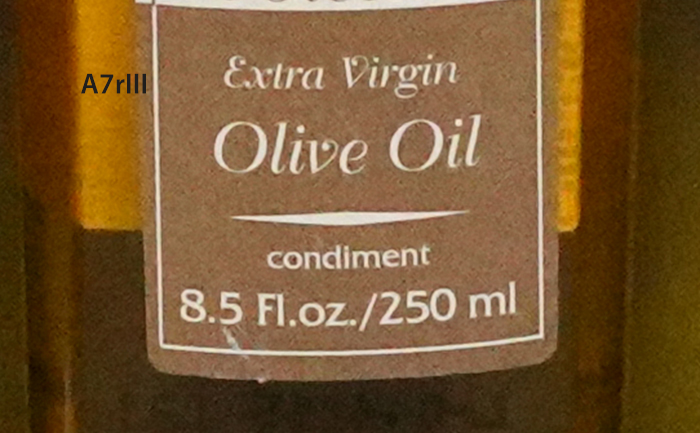 A7rIII
Extra Virgin
Olive Oil
condiment
8.5 Fl.oz./250 ml